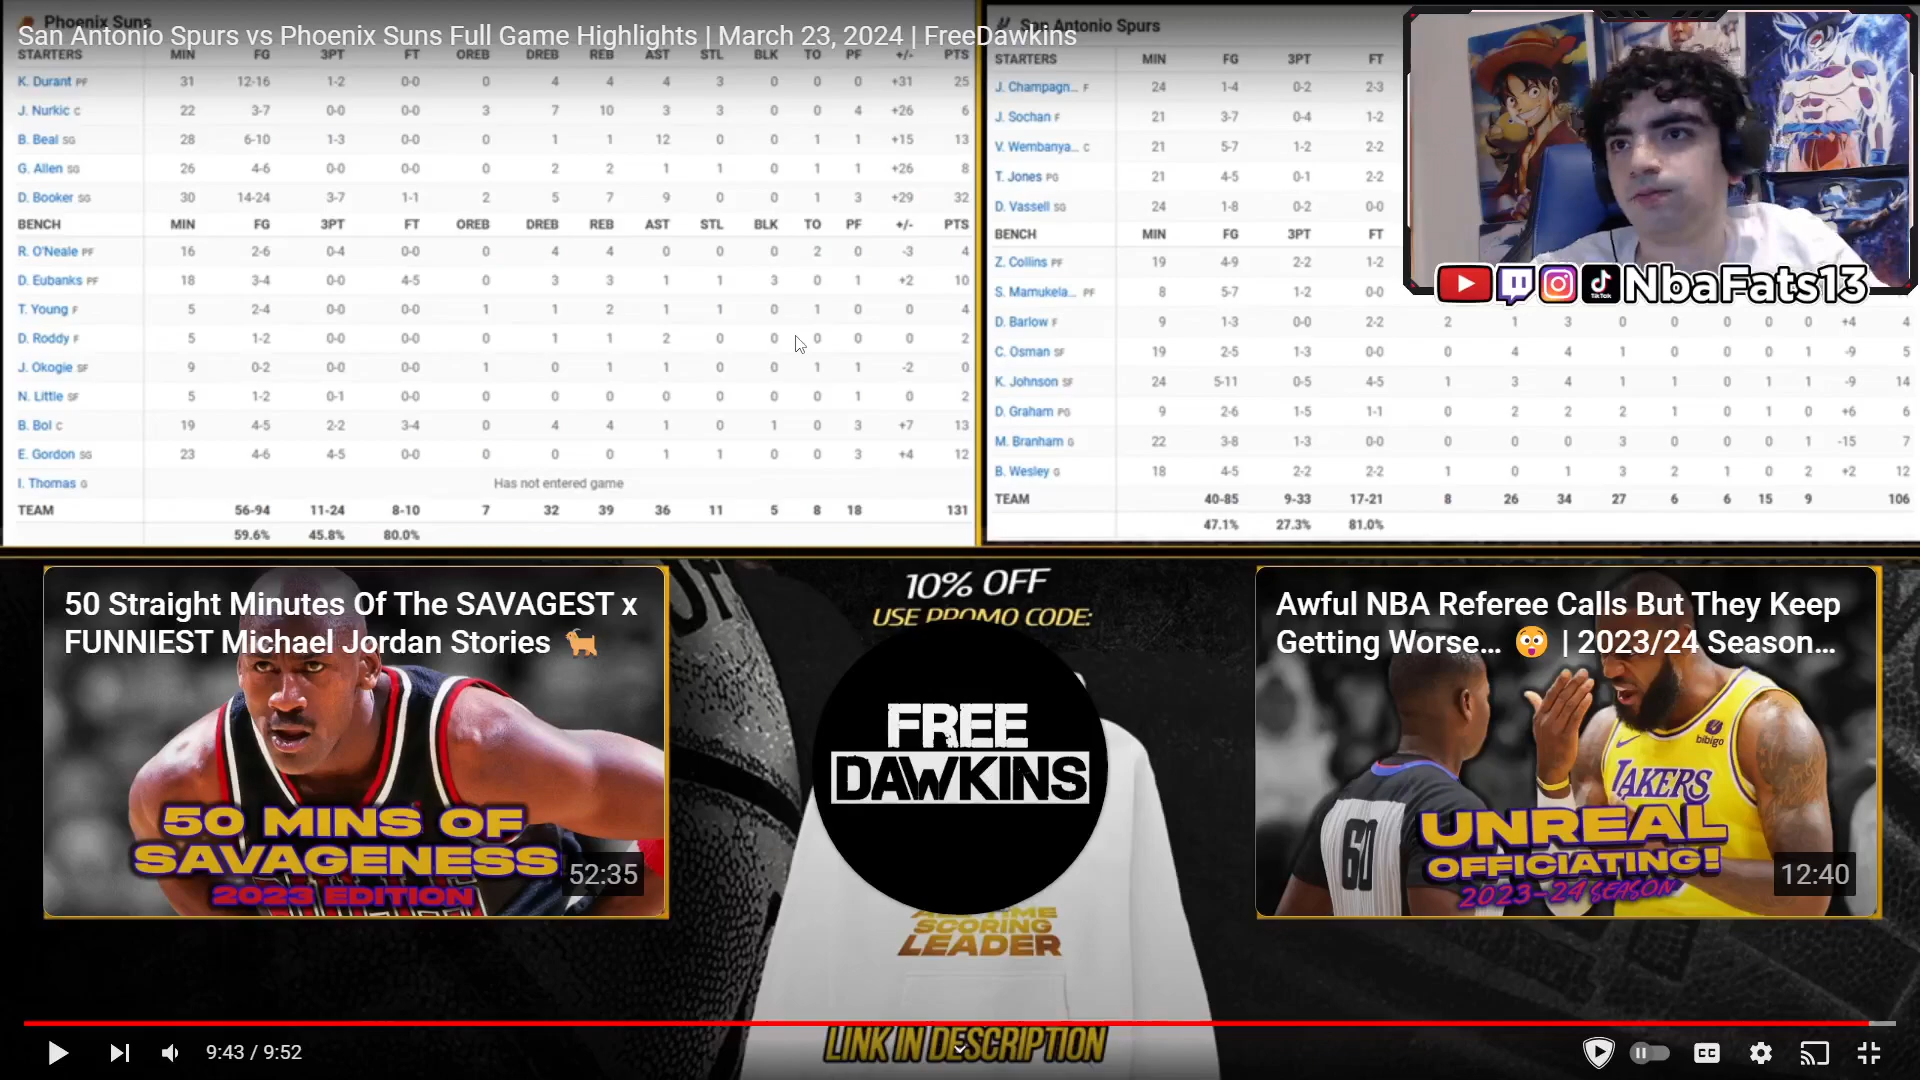 Phoenix Suns
San Antonio Spurs vs Phoenix Suns Full Game Highlights | March 23, 2024 | FreeDawkins
STARTERS MIN FG 3PT FT OREB DREB REB AST STL BLK TO PF +/- PTS
K. Durant PF 31 12-16 1-2 0-0 0 4 4 4 3 0 0 0 +31 25
J. Nurkic C 22 3-7 0-0 0-0 3 7 10 3 3 0 0 4 +26 6
B. Beal SG 28 6-10 1-3 0-0 0 1 1 12 0 0 1 1 +15 13
G. Allen SG 26 4-6 0-0 0-0 0 2 2 1 1 0 1 1 +26 8
D. Booker SG 30 14-24 3-7 1-1 2 5 7 9 0 0 1 3 +29 32
BENCH MIN FG 3PT FT OREB DREB REB AST STL BLK TO PF +/- PTS
R. O'Neale PF 16 2-6 0-4 0-0 0 4 4 0 0 0 2 0 -3 4
D. Eubanks PF 18 3-4 0-0 4-5 0 3 3 1 1 3 0 1 +2 10
T. Young F 5 2-4 0-0 0-0 1 1 2 1 1 0 1 0 0 4
D. Roddy F 5 1-2 0-0 0-0 0 1 1 2 0 0 0 0 0 2
J. Okogie SF 9 0-2 0-0 0-0 1 0 1 1 0 0 1 1 -2 0
N. Little SF 5 1-2 0-1 0-0 0 0 0 0 0 0 0 1 0 2
B. Bol C 19 4-5 2-2 3-4 0 4 4 1 0 1 0 3 +7 13
E. Gordon SG 23 4-6 4-5 0-0 0 0 0 1 1 0 0 3 +4 12
I. Thomas G Has not entered game
TEAM 56-94 11-24 8-10 7 32 39 36 11 5 8 18 131
59.6% 45.8% 80.0%
San Antonio Spurs
STARTERS MIN FG 3PT FT
J. Champagn... F 24 1-4 0-2 2-3
J. Sochan F 21 3-7 0-4 1-2
V. Wembanya... C 21 5-7 1-2 2-2
T. Jones PG 21 4-5 0-1 2-2
D. Vassell SG 24 1-8 0-2 0-0
BENCH MIN FG 3PT FT
Z. Collins PF 19 4-9 2-2 1-2
S. Mamukela... PF 8 5-7 1-2 0-0
D. Barlow F 9 1-3 0-0 2-2 2 1 3 0 0 0 0 0 +4 4
C. Osman SF 19 2-5 1-3 0-0 0 4 4 1 0 0 0 1 -9 5
K. Johnson SF 24 5-11 0-5 4-5 1 3 4 1 1 0 1 1 -9 14
D. Graham PG 9 2-6 1-5 1-1 0 2 2 2 1 0 1 0 +6 6
M. Branham G 22 3-8 1-3 0-0 0 0 0 3 0 0 0 1 -15 7
B. Wesley G 18 4-5 2-2 2-2 1 0 1 3 2 1 0 2 +2 12
TEAM 40-85 9-33 17-21 8 26 34 27 6 6 15 9 106
47.1% 27.3% 81.0%
TikTok
NbaFats13
50 Straight Minutes Of The SAVAGEST x
FUNNIEST Michael Jordan Stories 🐈
50 MINS OF
SAVAGENESS
2023 EDITION
52:35
10% OFF
USE PROMO CODE:
FREE
DAWKINS
SCORING
LEADER
LINK IN DESCRIPTION
Awful NBA Referee Calls But They Keep
Getting Worse... 😲 | 2023/24 Season...
bibigo
LAKERS
60
UNREAL
OFFICIATING!
2023-24 SEASON
12:40
9:43 / 9:52
CC